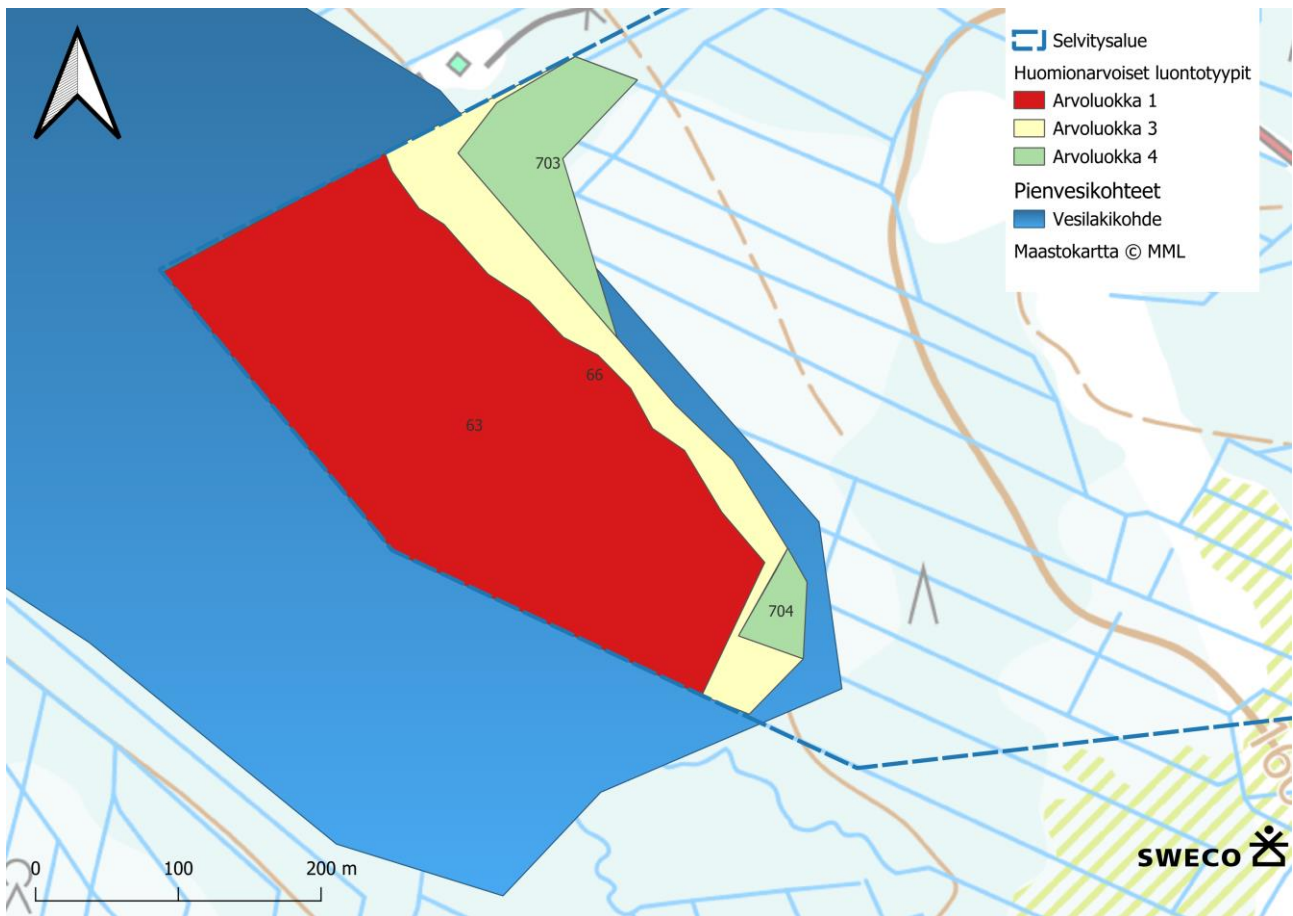 Selvitysalue
Huomionarvoiset luontotyypit
Arvoluokka 1
Arvoluokka 3
Arvoluokka 4
Pienvesikohteet
Vesilakikohde
Maastokartta © MML
703
66
63
704
0 100 200 m
SWECO